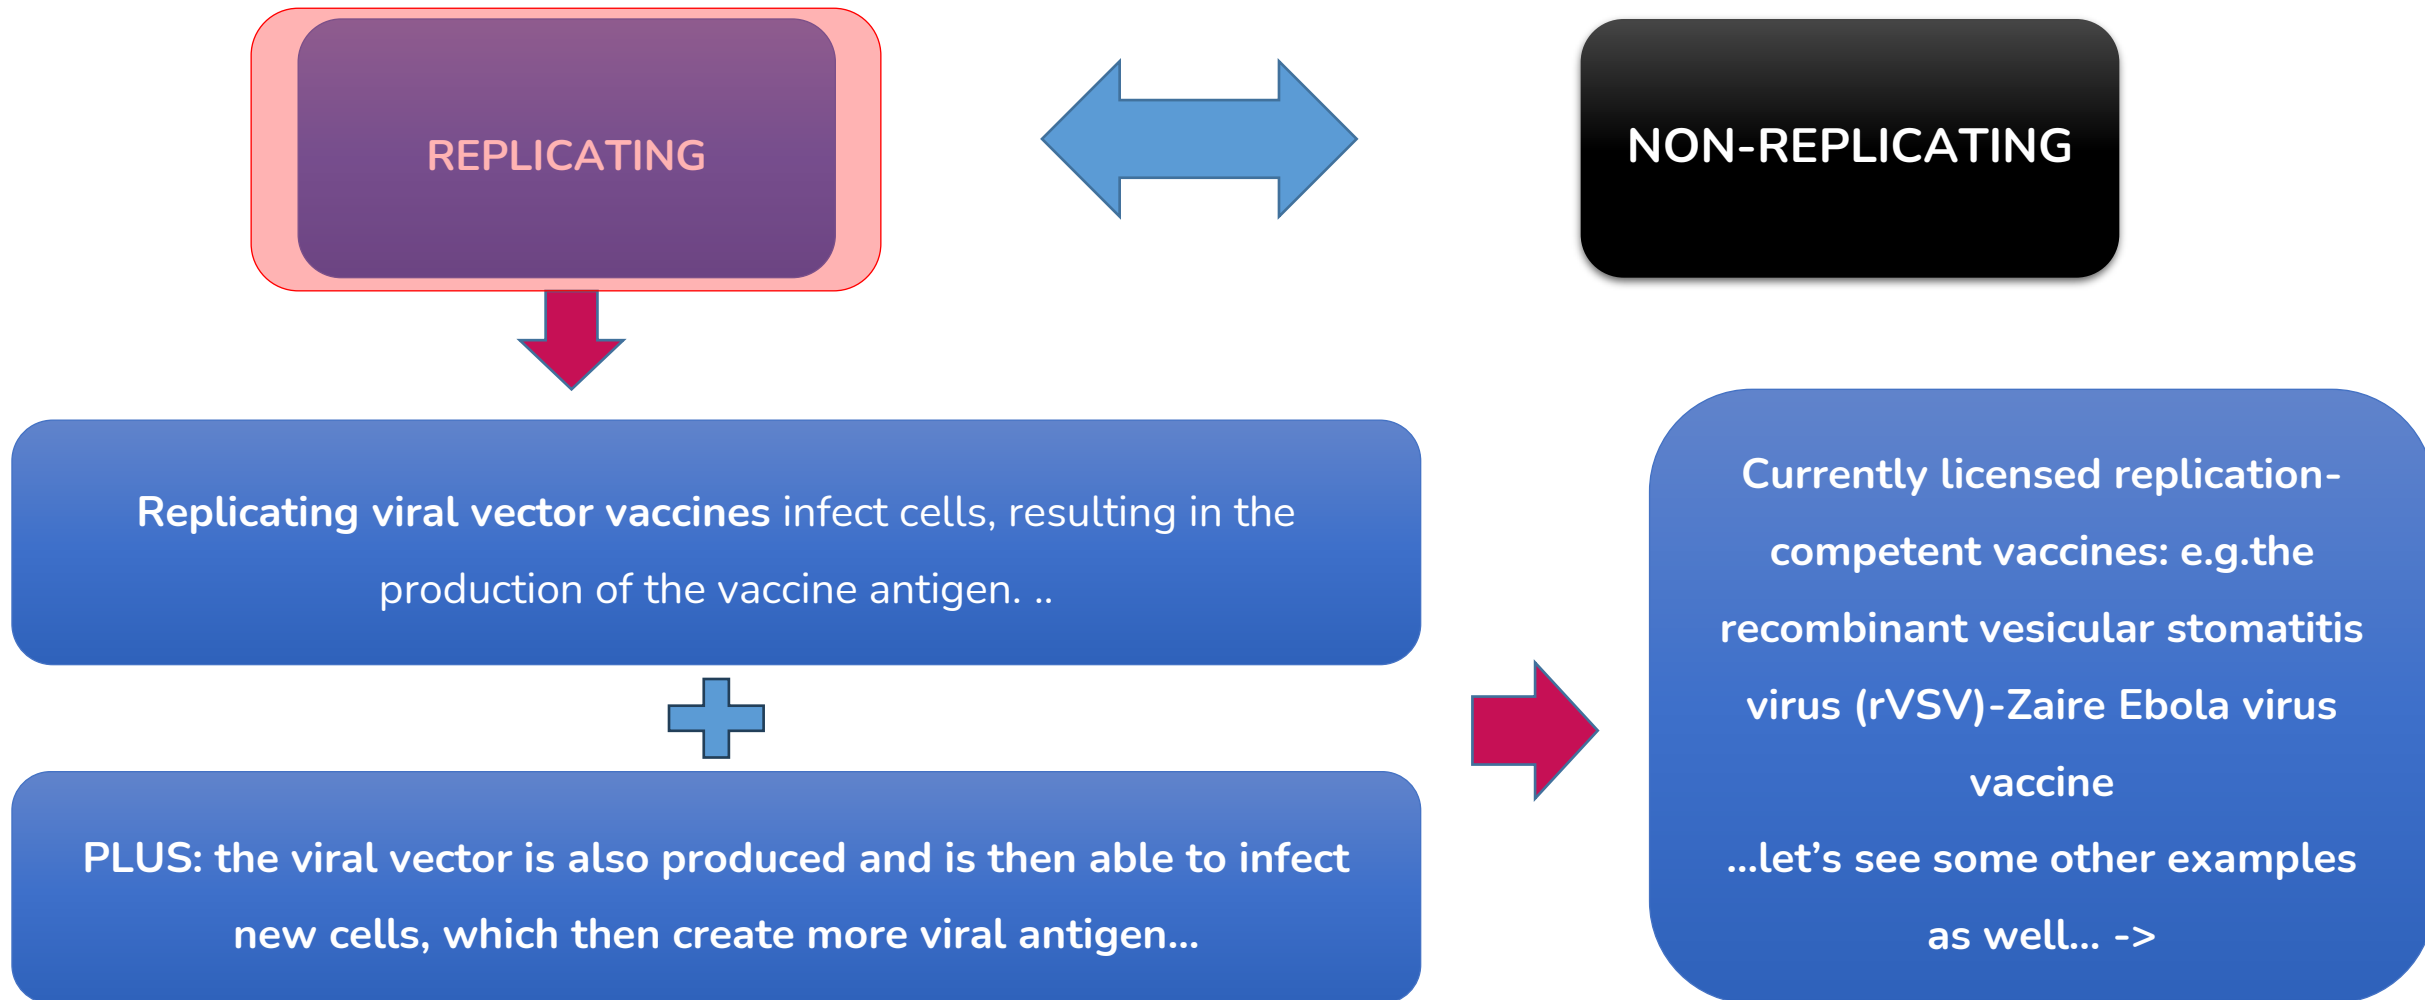 REPLICATING
NON-REPLICATING
Replicating viral vector vaccines infect cells, resulting in the
production of the vaccine antigen. ..
PLUS: the viral vector is also produced and is then able to infect
new cells, which then create more viral antigen...
Currently licensed replication-
competent vaccines: e.g.the
recombinant vesicular stomatitis
virus (rVSV)-Zaire Ebola virus
vaccine
...let’s see some other examples
as well... ->